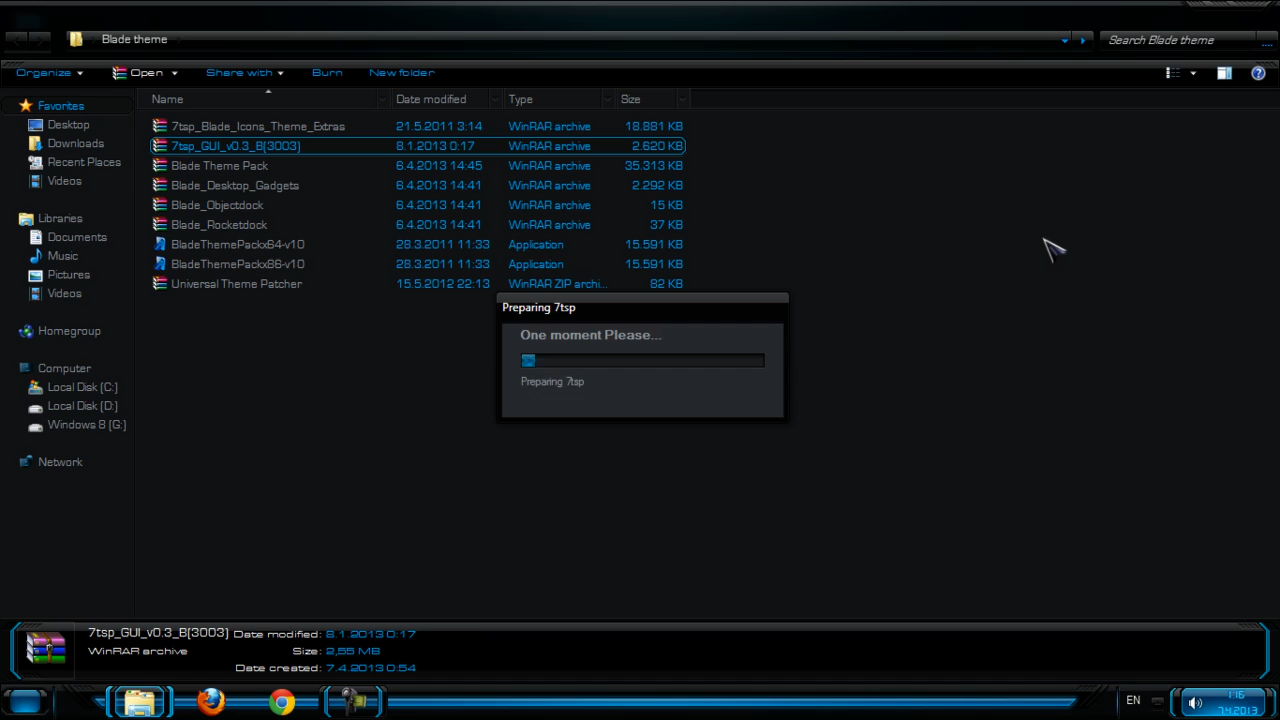 Blade theme
Search Blade theme
Organize Open Share with Burn New folder
Name Date modified Type Size
Favorites
Desktop
Downloads
Recent Places
Videos
Libraries
Documents
Music
Pictures
Videos
Homegroup
Computer
Local Disk (C:)
Local Disk (D:)
Windows 8 (G:)
Network
7tsp_Blade_Icons_Theme_Extras 21.5.2011 3:14 WinRAR archive 18.881 KB
7tsp_GUI_v0.3_B(3003) 8.1.2013 0:17 WinRAR archive 2.620 KB
Blade Theme Pack 6.4.2013 14:45 WinRAR archive 35.313 KB
Blade_Desktop_Gadgets 6.4.2013 14:41 WinRAR archive 2.292 KB
Blade_Objectdock 6.4.2013 14:41 WinRAR archive 15 KB
Blade_Rocketdock 6.4.2013 14:41 WinRAR archive 37 KB
BladeThemePackx64-v10 28.3.2011 11:33 Application 15.591 KB
BladeThemePackx86-v10 28.3.2011 11:33 Application 15.591 KB
Universal Theme Patcher 15.5.2012 22:13 WinRAR ZIP archi... 82 KB
Preparing 7tsp
One moment Please...
Preparing 7tsp
7tsp_GUI_v0.3_B(3003) Date modified: 8.1.2013 0:17
WinRAR archive Size: 2,55 MB
Date created: 7.4.2013 0:54
EN
1:16
7.4.2013